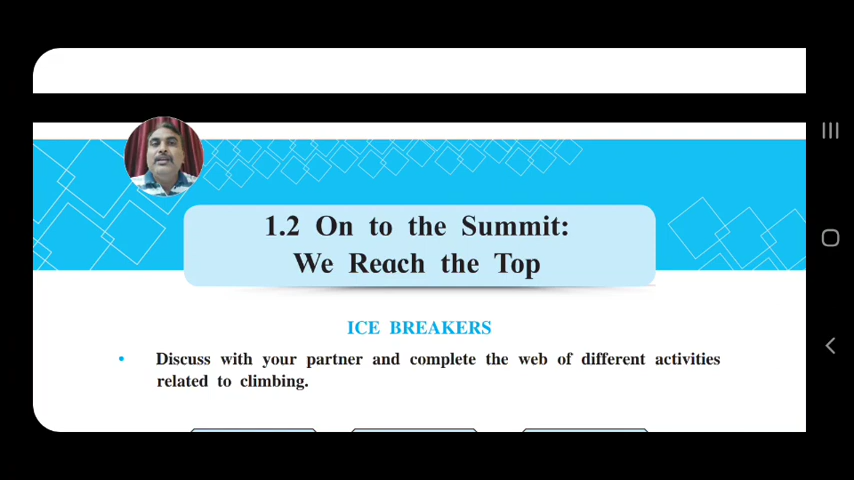 1.2 On to the Summit:
We Reach the Top
ICE BREAKERS
• Discuss with your partner and complete the web of different activities
related to climbing.